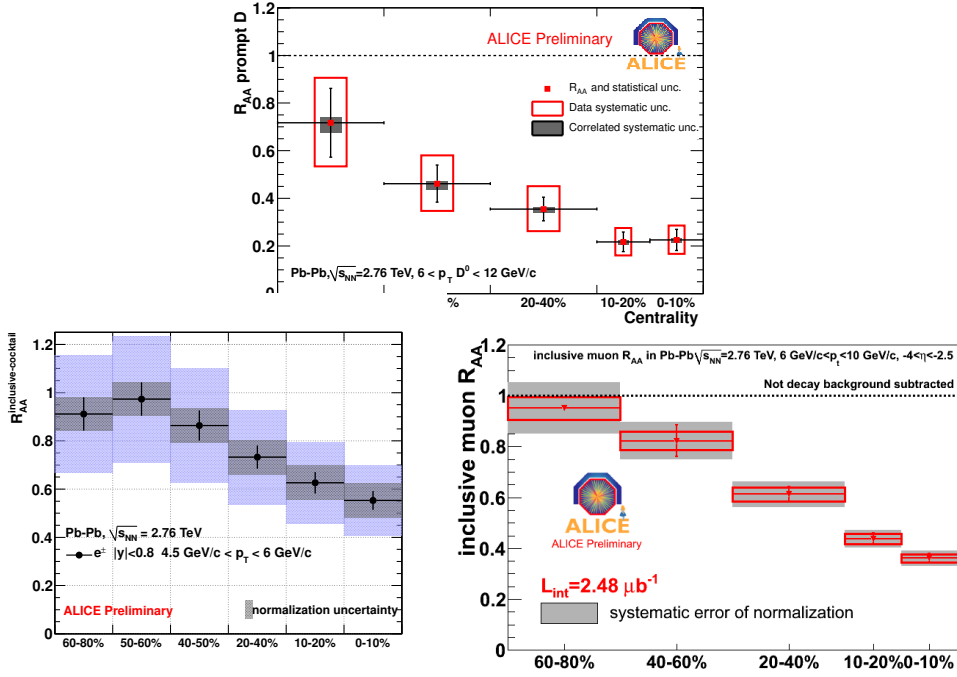 R_AA prompt D
1
0.8
0.6
0.4
0.2
0
ALICE Preliminary
ALICE
R_AA and statistical unc.
Data systematic unc.
Correlated systematic unc.
Pb-Pb, √s_NN=2.76 TeV, 6 < p_T D^0 < 12 GeV/c
% 20-40% 10-20% 0-10%
Centrality
R_AA^inclusive-cocktail
1.2
1
0.8
0.6
0.4
0.2
0
Pb-Pb, √s_NN = 2.76 TeV
e^± |y|<0.8 4.5 GeV/c < p_T < 6 GeV/c
ALICE Preliminary
normalization uncertainty
60-80% 50-60% 40-50% 20-40% 10-20% 0-10%
inclusive muon R_AA
1.2
1
0.8
0.6
0.4
0.2
0
inclusive muon R_AA in Pb-Pb √s_NN=2.76 TeV, 6 GeV/c<p_t<10 GeV/c, -4<η<-2.5
Not decay background subtracted
ALICE
ALICE Preliminary
L_int=2.48 μb^-1
systematic error of normalization
60-80% 40-60% 20-40% 10-20% 0-10%